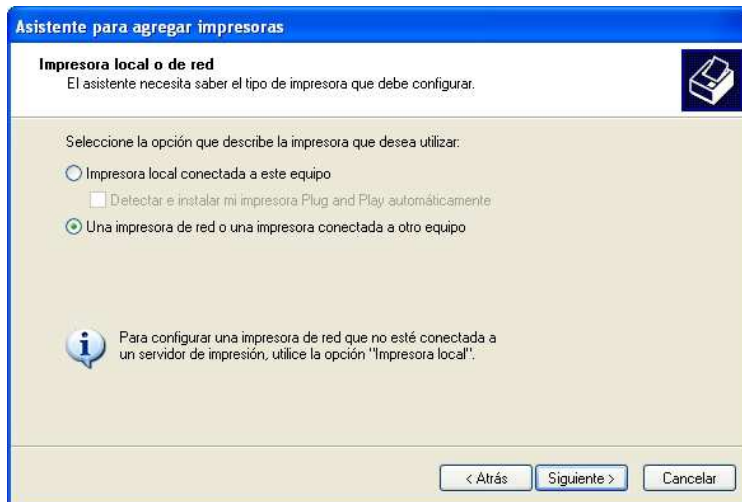 Asistente para agregar impresoras
Impresora local o de red
El asistente necesita saber el tipo de impresora que debe configurar.
Seleccione la opción que describe la impresora que desea utilizar:
Impresora local conectada a este equipo
Detectar e instalar mi impresora Plug and Play automáticamente
Una impresora de red o una impresora conectada a otro equipo
Para configurar una impresora de red que no esté conectada a
un servidor de impresión, utilice la opción "Impresora local".
< Atrás Siguiente > Cancelar